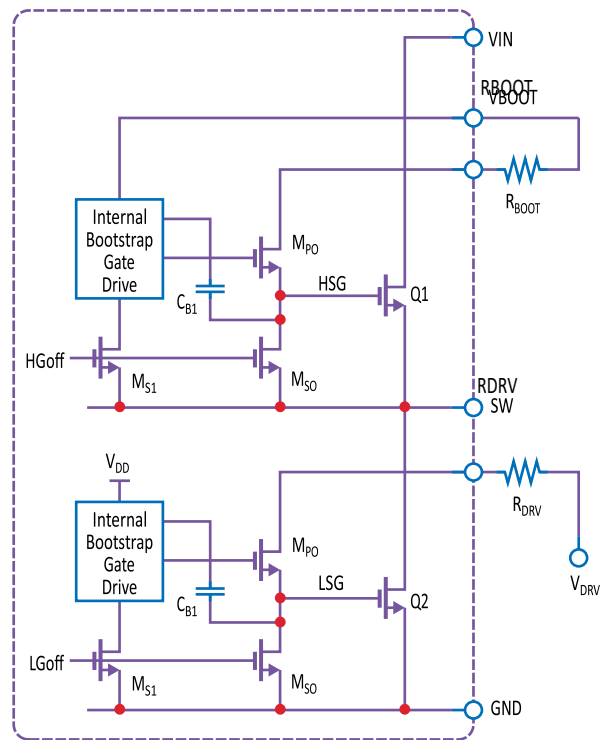 VIN
RBOOT
VBOOT
RBOOT
Internal
Bootstrap
Gate
Drive
MPO
CB1
HSG
Q1
HGoff
MS1
MSO
RDRV
SW
VDD
Internal
Bootstrap
Gate
Drive
MPO
RDRV
CB1
LSG
Q2
VDRV
LGoff
MS1
MSO
GND